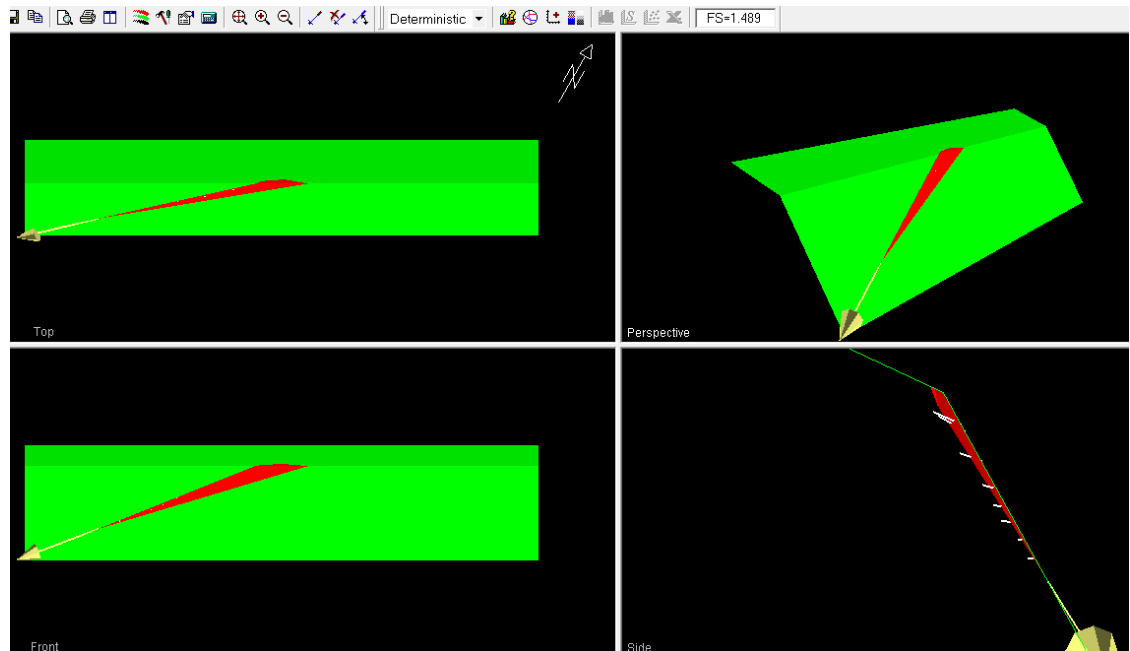 Deterministic FS=1.489
N
Top
Perspective
Front
Side